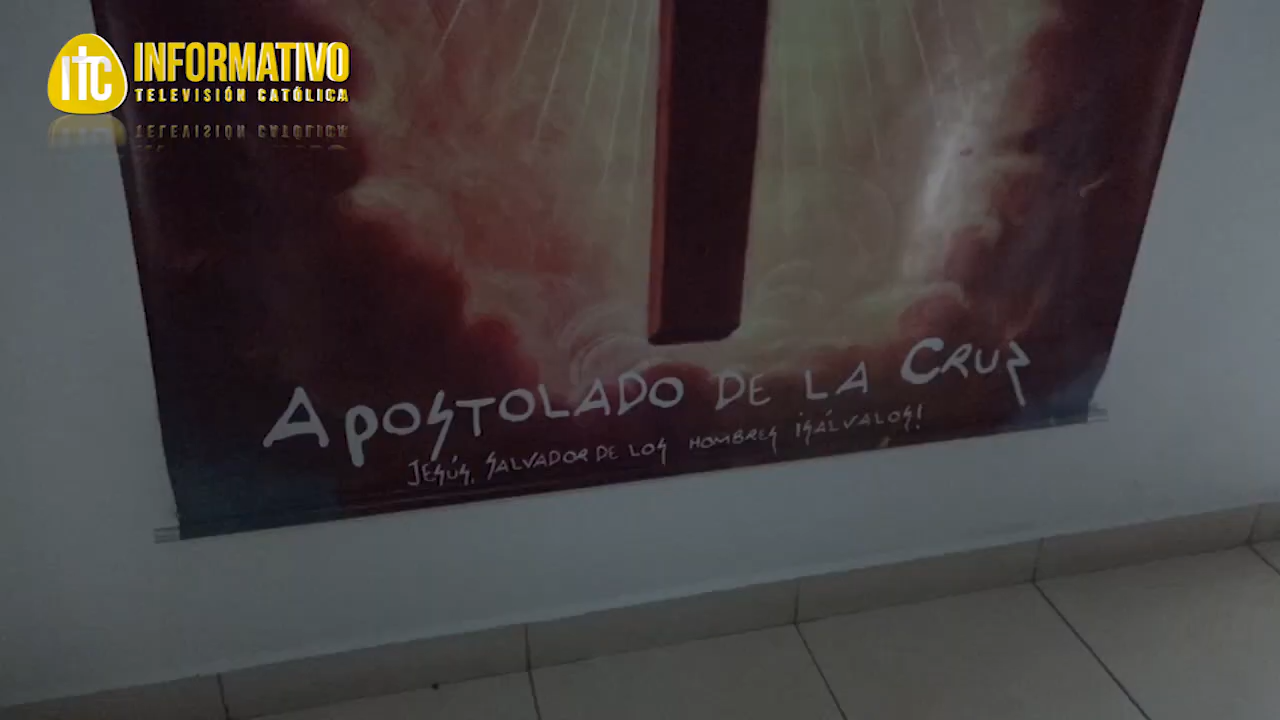 ITC INFORMATIVO
TELEVISIÓN CATÓLICA
APOSTOLADO DE LA CRUZ
JESÚS, SALVADOR DE LOS HOMBRES ¡SÁLVALOS!